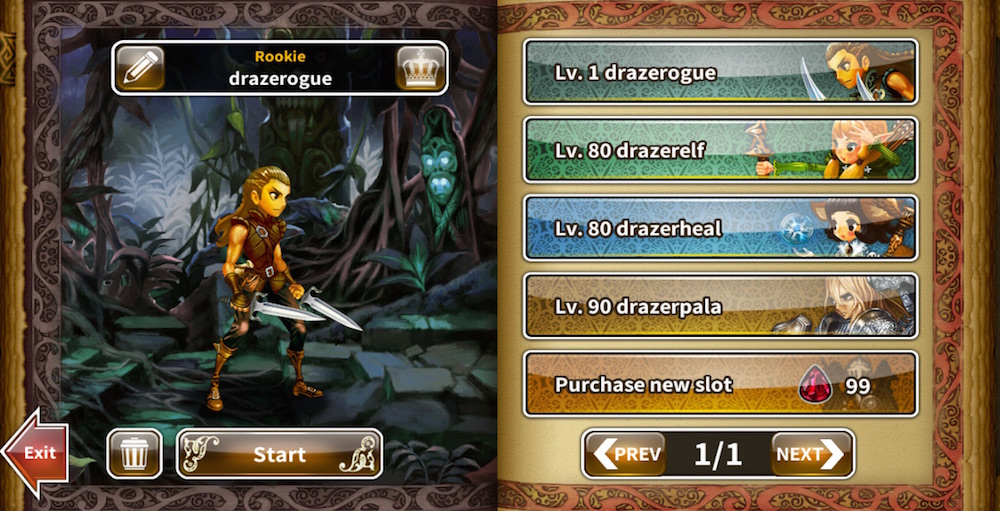 Rookie
drazerogue
Exit
Start
Lv. 1 drazerogue
Lv. 80 drazerelf
Lv. 80 drazerheal
Lv. 90 drazerpala
Purchase new slot 99
PREV 1/1 NEXT